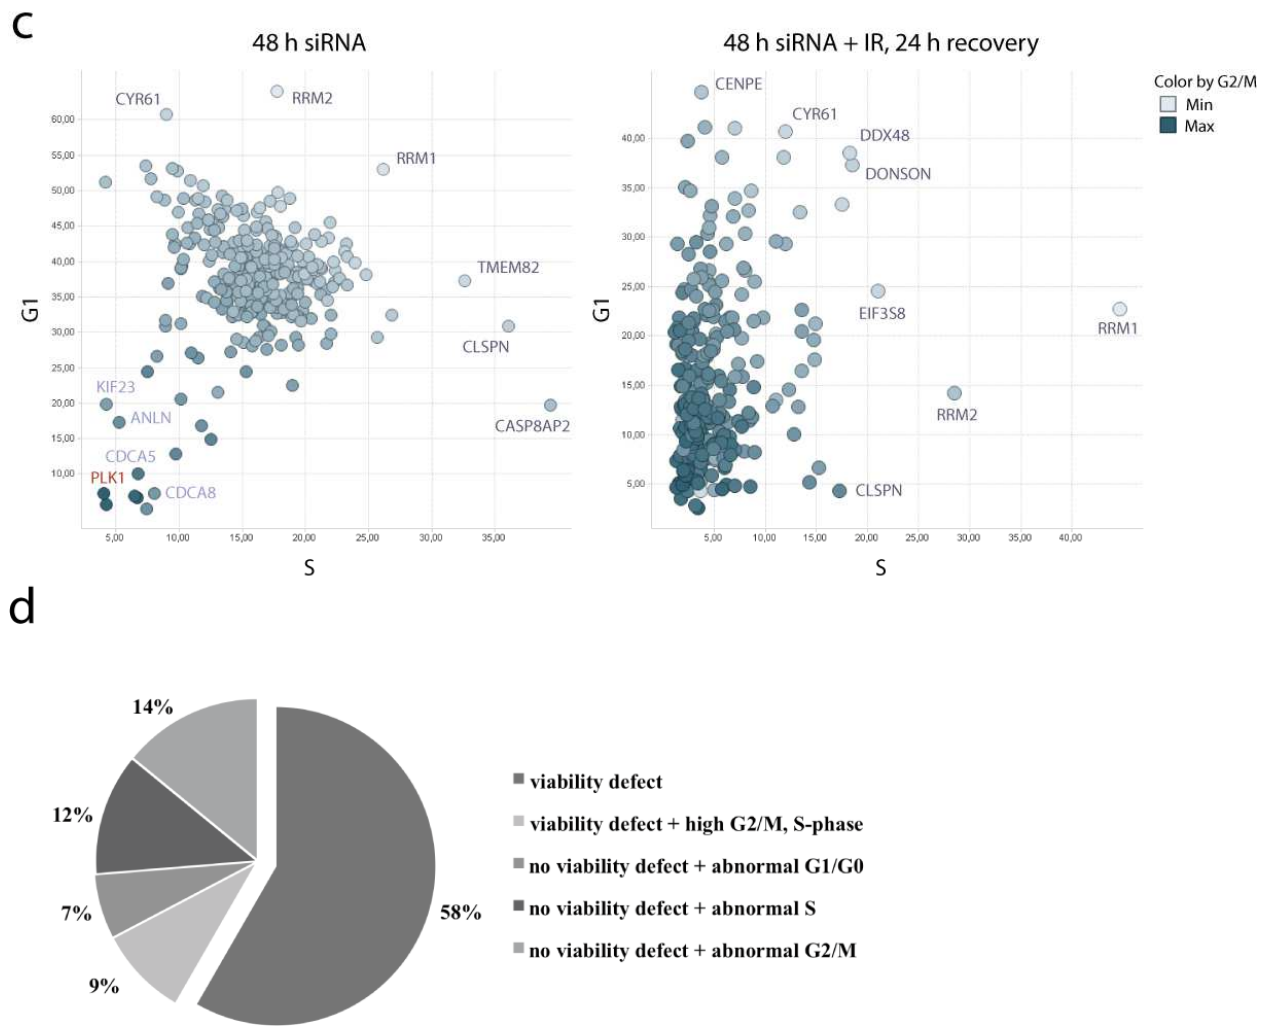 c
48 h siRNA
48 h siRNA + IR, 24 h recovery
Color by G2/M
Min
Max
CYR61
RRM2
RRM1
TMEM82
CLSPN
CASP8AP2
KIF23
ANLN
CDCA5
PLK1
CDCA8
G1
60,00
55,00
50,00
45,00
40,00
35,00
30,00
25,00
20,00
15,00
10,00
5,00 10,00 15,00 20,00 25,00 30,00 35,00
S
CENPE
CYR61
DDX48
DONSON
EIF3S8
RRM1
RRM2
CLSPN
G1
40,00
35,00
30,00
25,00
20,00
15,00
10,00
5,00
5,00 10,00 15,00 20,00 25,00 30,00 35,00 40,00
S
d
14%
12%
7%
9%
58%
viability defect
viability defect + high G2/M, S-phase
no viability defect + abnormal G1/G0
no viability defect + abnormal S
no viability defect + abnormal G2/M